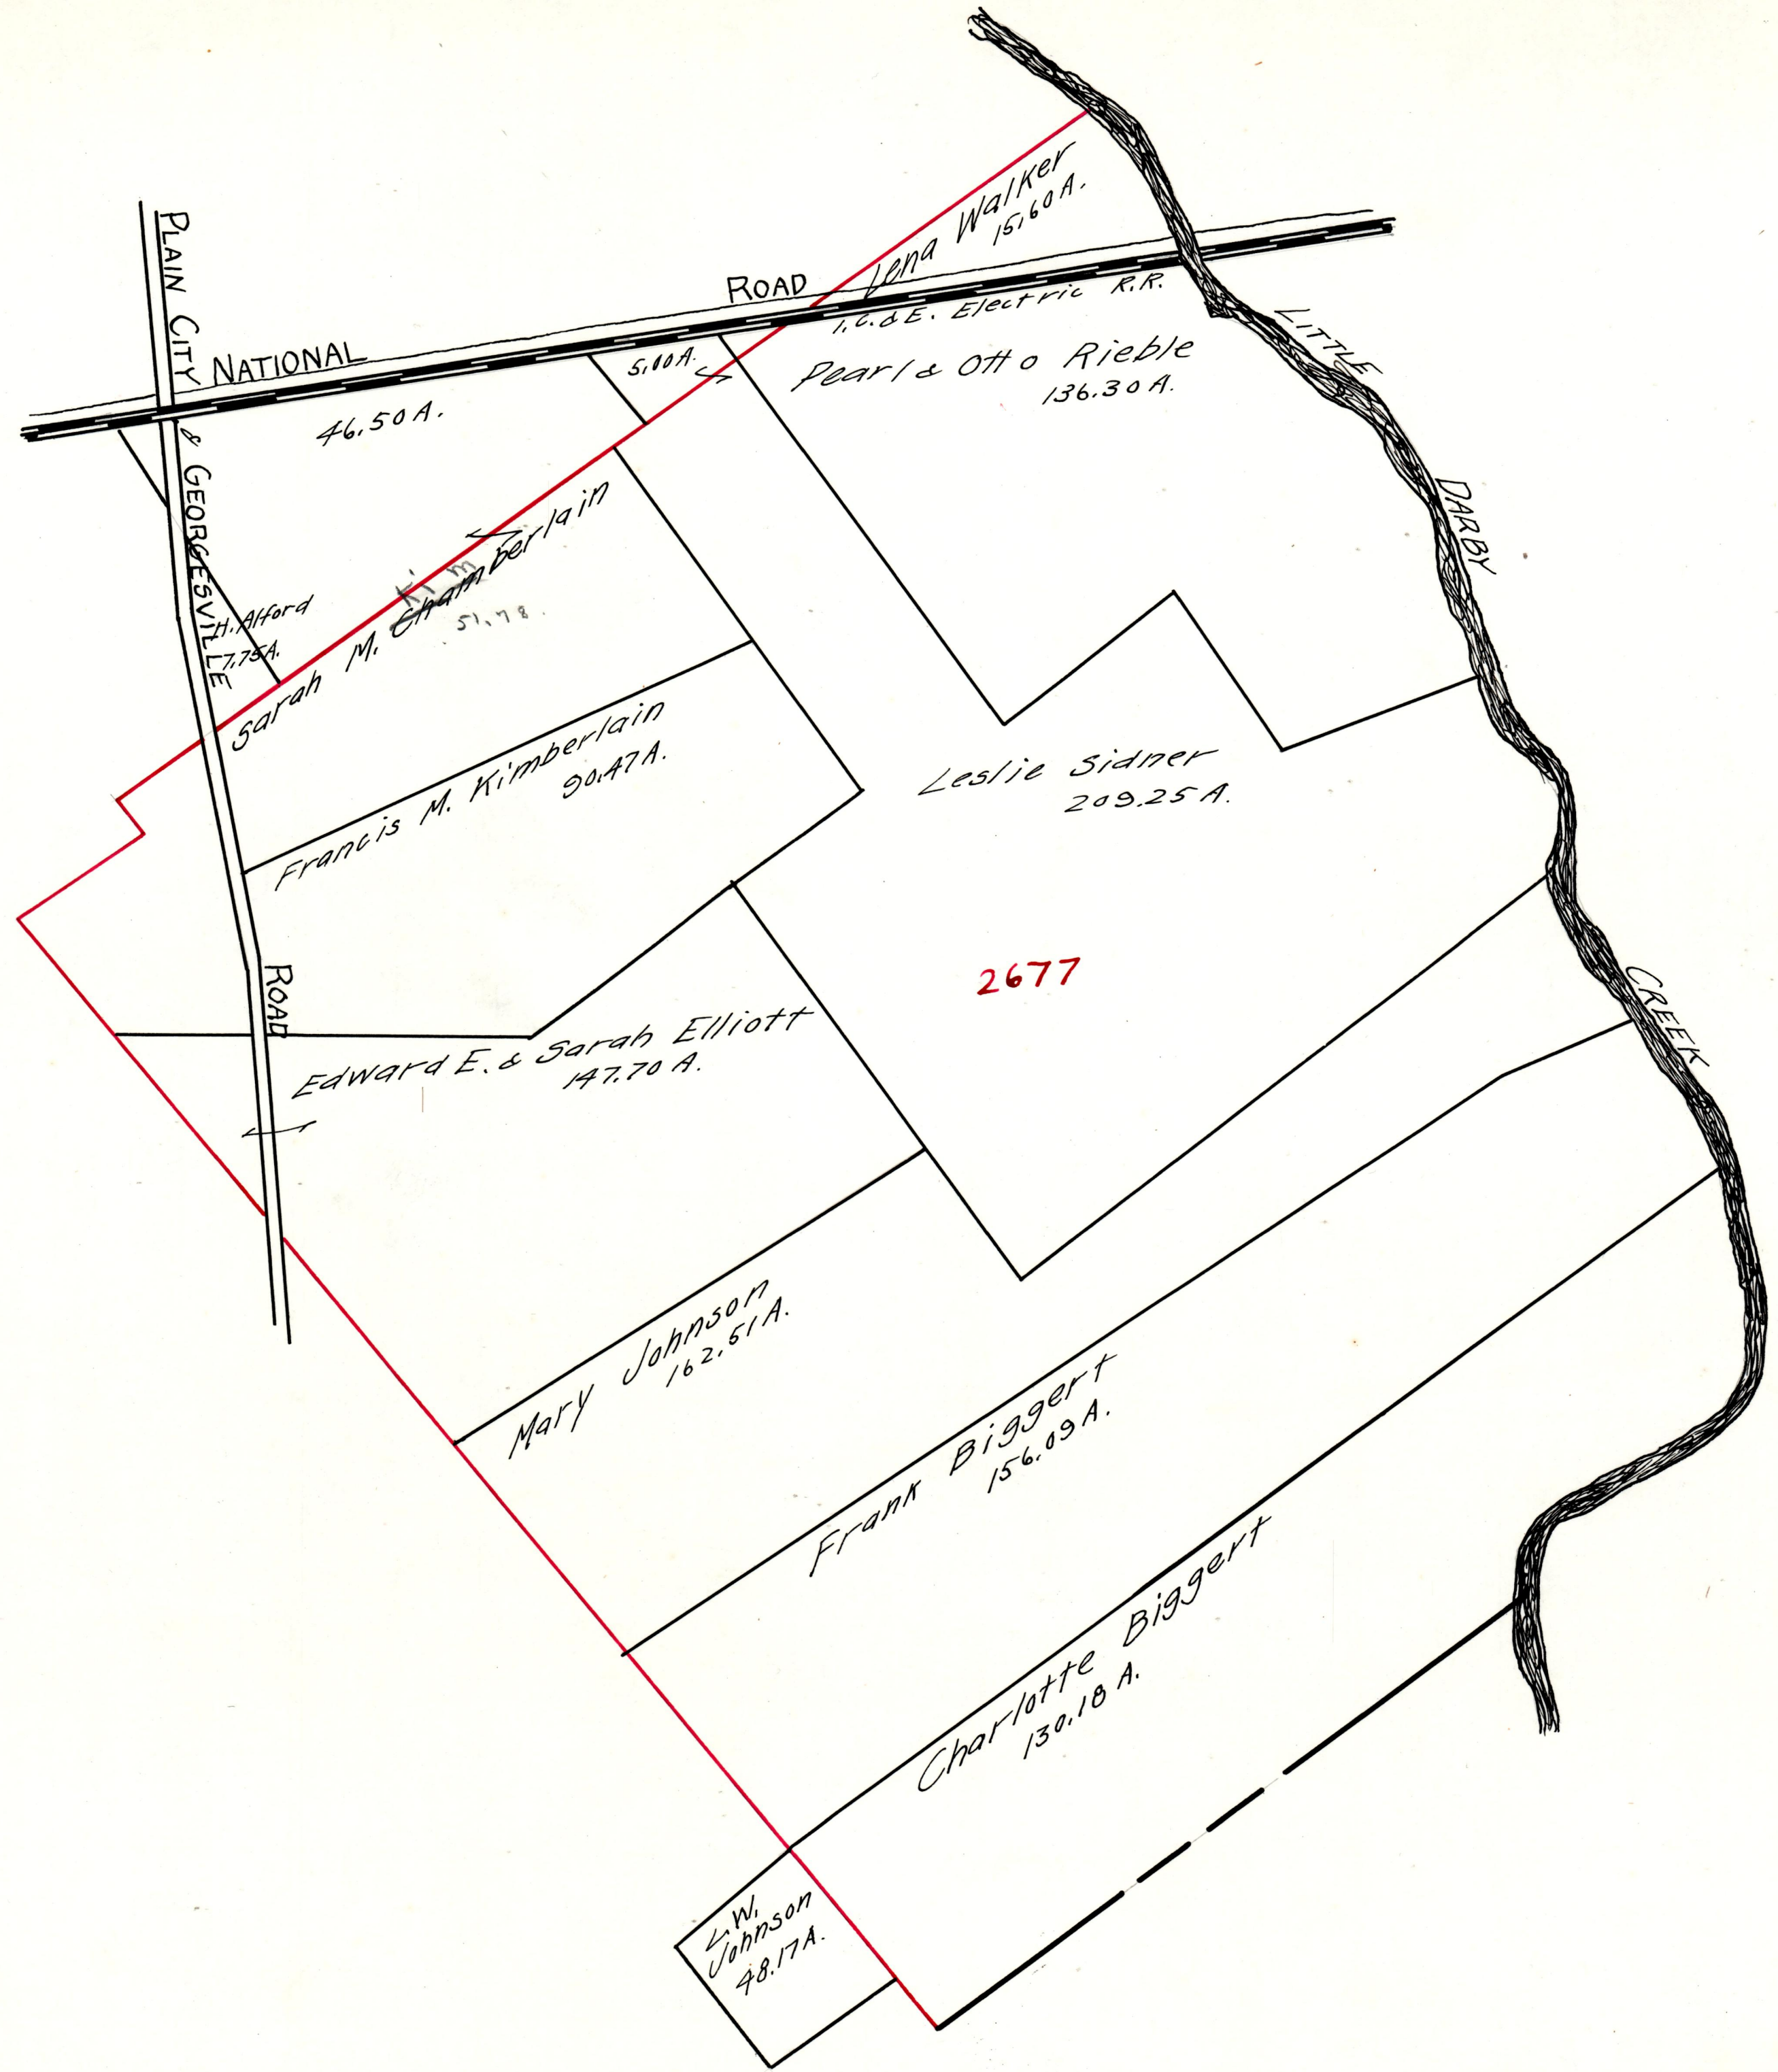 Lena Walker
15.60 A.
ROAD
I. C. & E. Electric R.R.
PLAIN CITY & GEORGESVILLE ROAD
NATIONAL
46.50 A.
5.00 A.
Pearl & Otto Rieble
136.30 A.
LITTLE DARBY CREEK
H. Alford
7.75 A.
Kim
Sarah M. Chamberlain
51.78
Francis M. Kimberlain
90.47 A.
Leslie Sidner
209.25 A.
2677
Edward E. & Sarah Elliott
147.70 A.
Mary Johnson
162.51 A.
Frank Biggert
156.09 A.
Charlotte Biggert
130.18 A.
L. W.
Johnson
48.17 A.